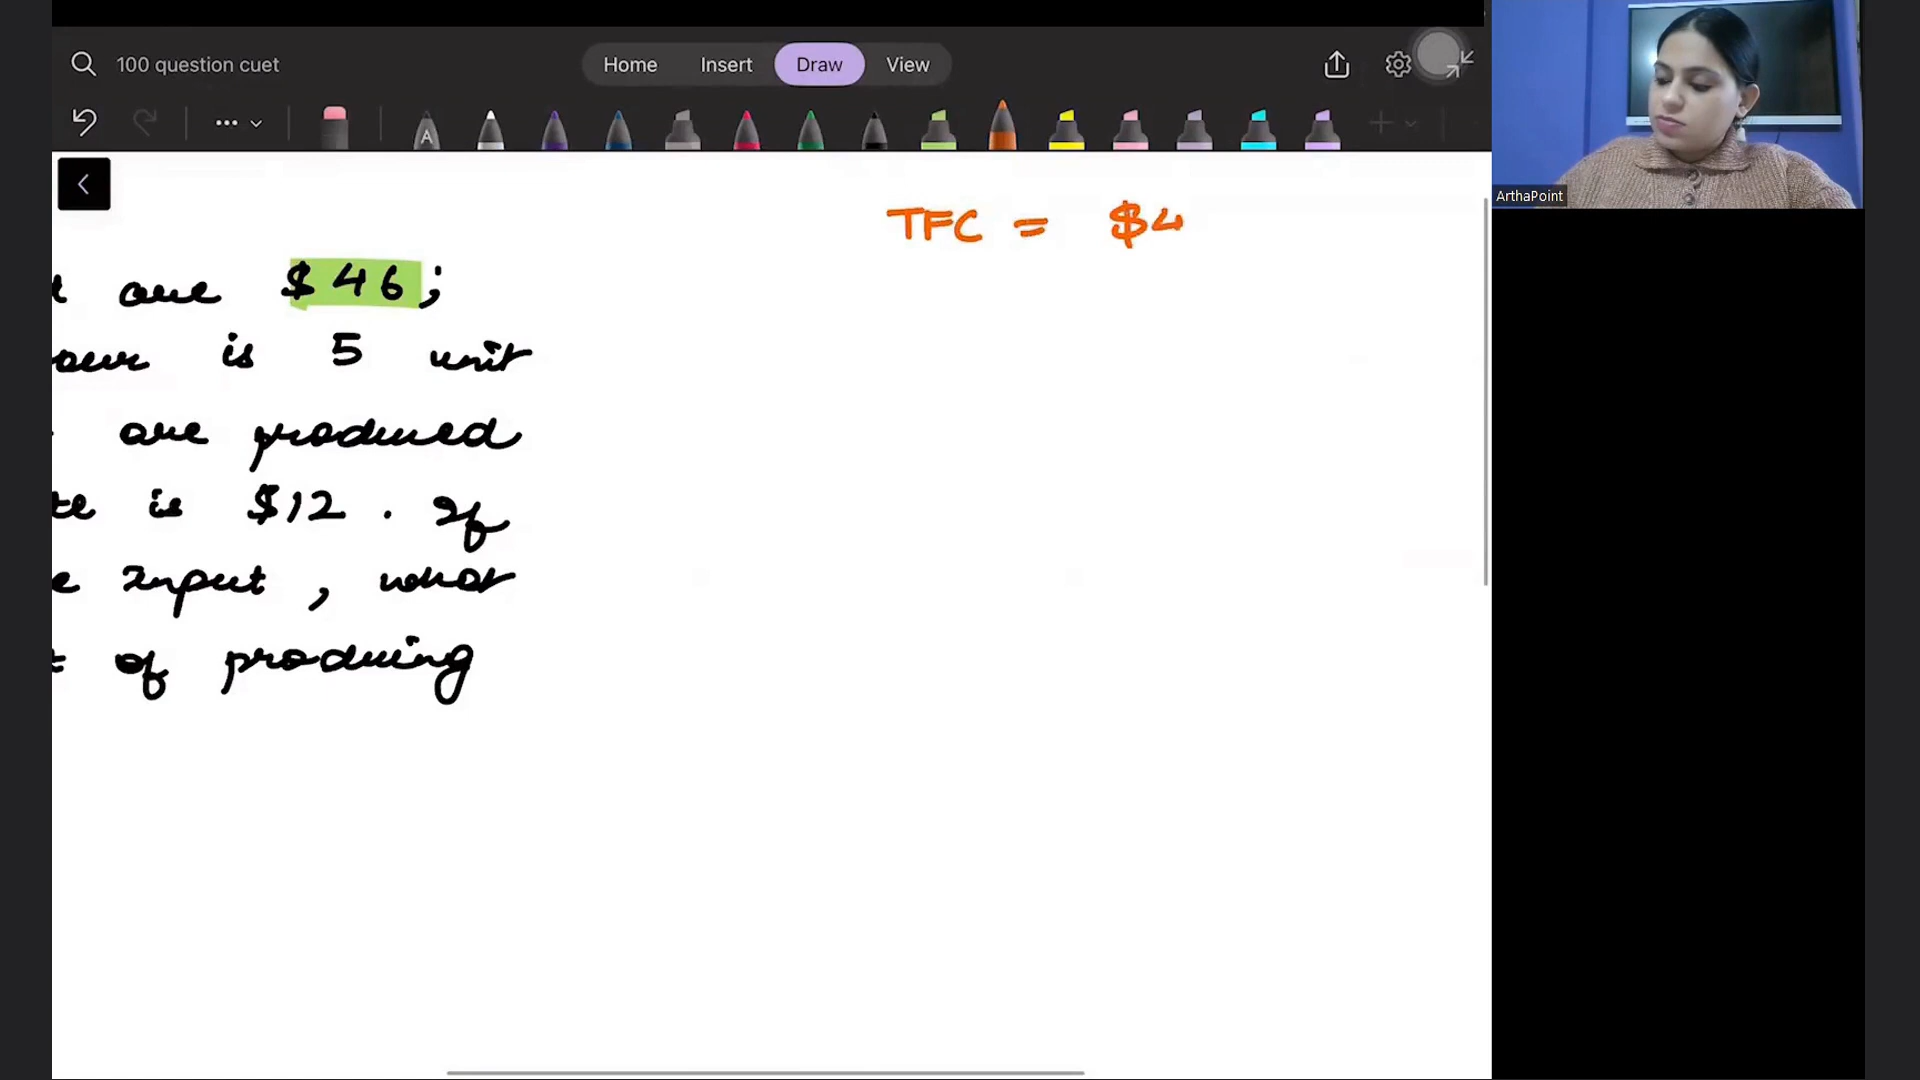 100 question cuet
Home Insert Draw View
A
ArthaPoint
TFC = $4
are $46;
is 5 unit
are produced
is $12. If
input, what
of producing